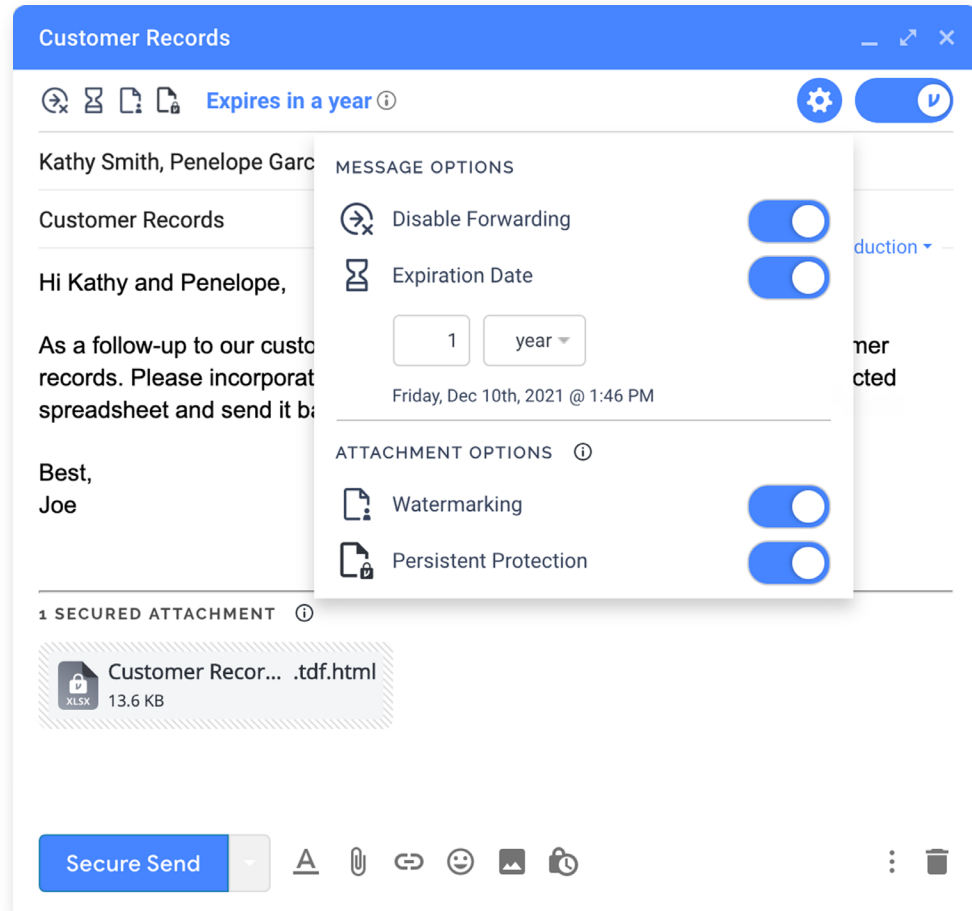 Customer Records
Expires in a year
Kathy Smith, Penelope Garc
MESSAGE OPTIONS
Disable Forwarding
Customer Records
duction
Expiration Date
Hi Kathy and Penelope,
1 year
As a follow-up to our custo mer
records. Please incorporat cted
Friday, Dec 10th, 2021 @ 1:46 PM
spreadsheet and send it ba
ATTACHMENT OPTIONS
Best,
Joe
Watermarking
Persistent Protection
1 SECURED ATTACHMENT
Customer Recor... .tdf.html
XLSX
13.6 KB
Secure Send